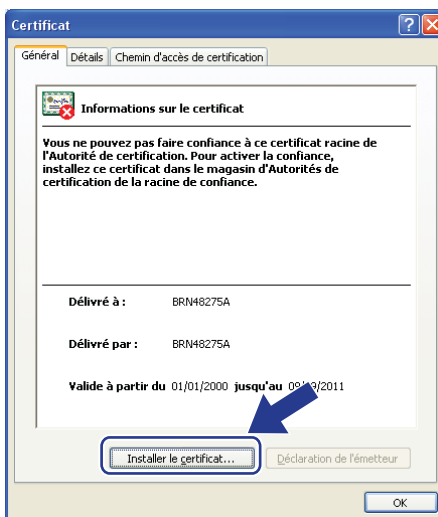 Certificat
Général
Détails
Chemin d'accès de certification
Informations sur le certificat
Vous ne pouvez pas faire confiance à ce certificat racine de
l'Autorité de certification. Pour activer la confiance,
installez ce certificat dans le magasin d'Autorités de
certification de la racine de confiance.
Délivré à : BRN48275A
Délivré par : BRN48275A
Valide à partir du 01/01/2000 jusqu'au
Installer le certificat...
Déclaration de l'émetteur
OK